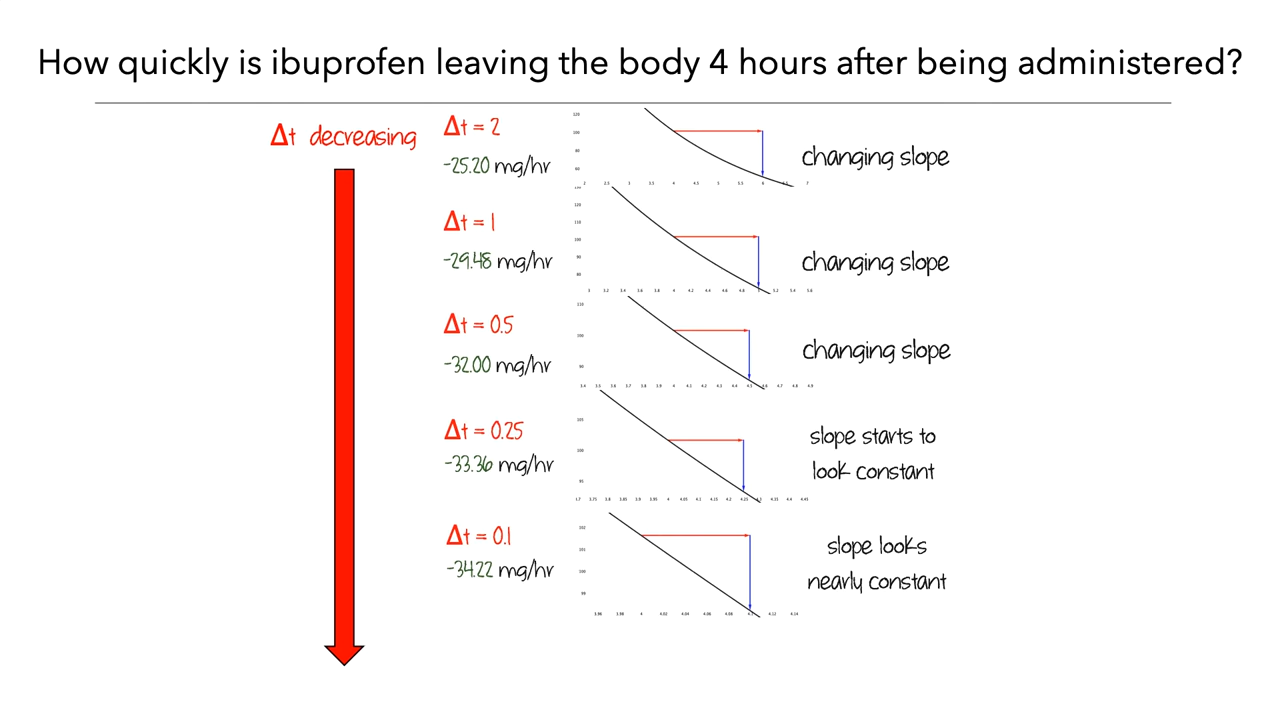 How quickly is ibuprofen leaving the body 4 hours after being administered?
Δt decreasing
Δt = 2
-25.20 mg/hr
changing slope
Δt = 1
-29.48 mg/hr
changing slope
Δt = 0.5
-32.00 mg/hr
changing slope
Δt = 0.25
-33.36 mg/hr
slope starts to
look constant
Δt = 0.1
-34.22 mg/hr
slope looks
nearly constant